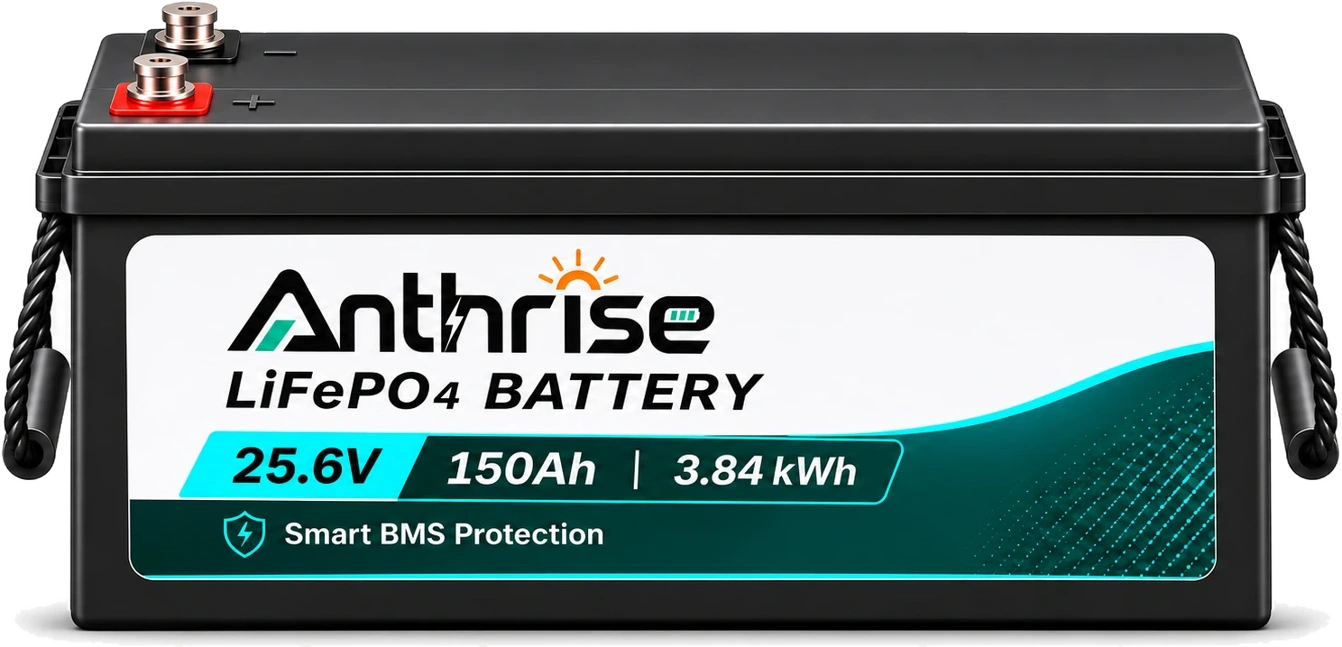 −
+
Anthrise
LiFePO4 BATTERY
25.6V 150Ah | 3.84 kWh
Smart BMS Protection